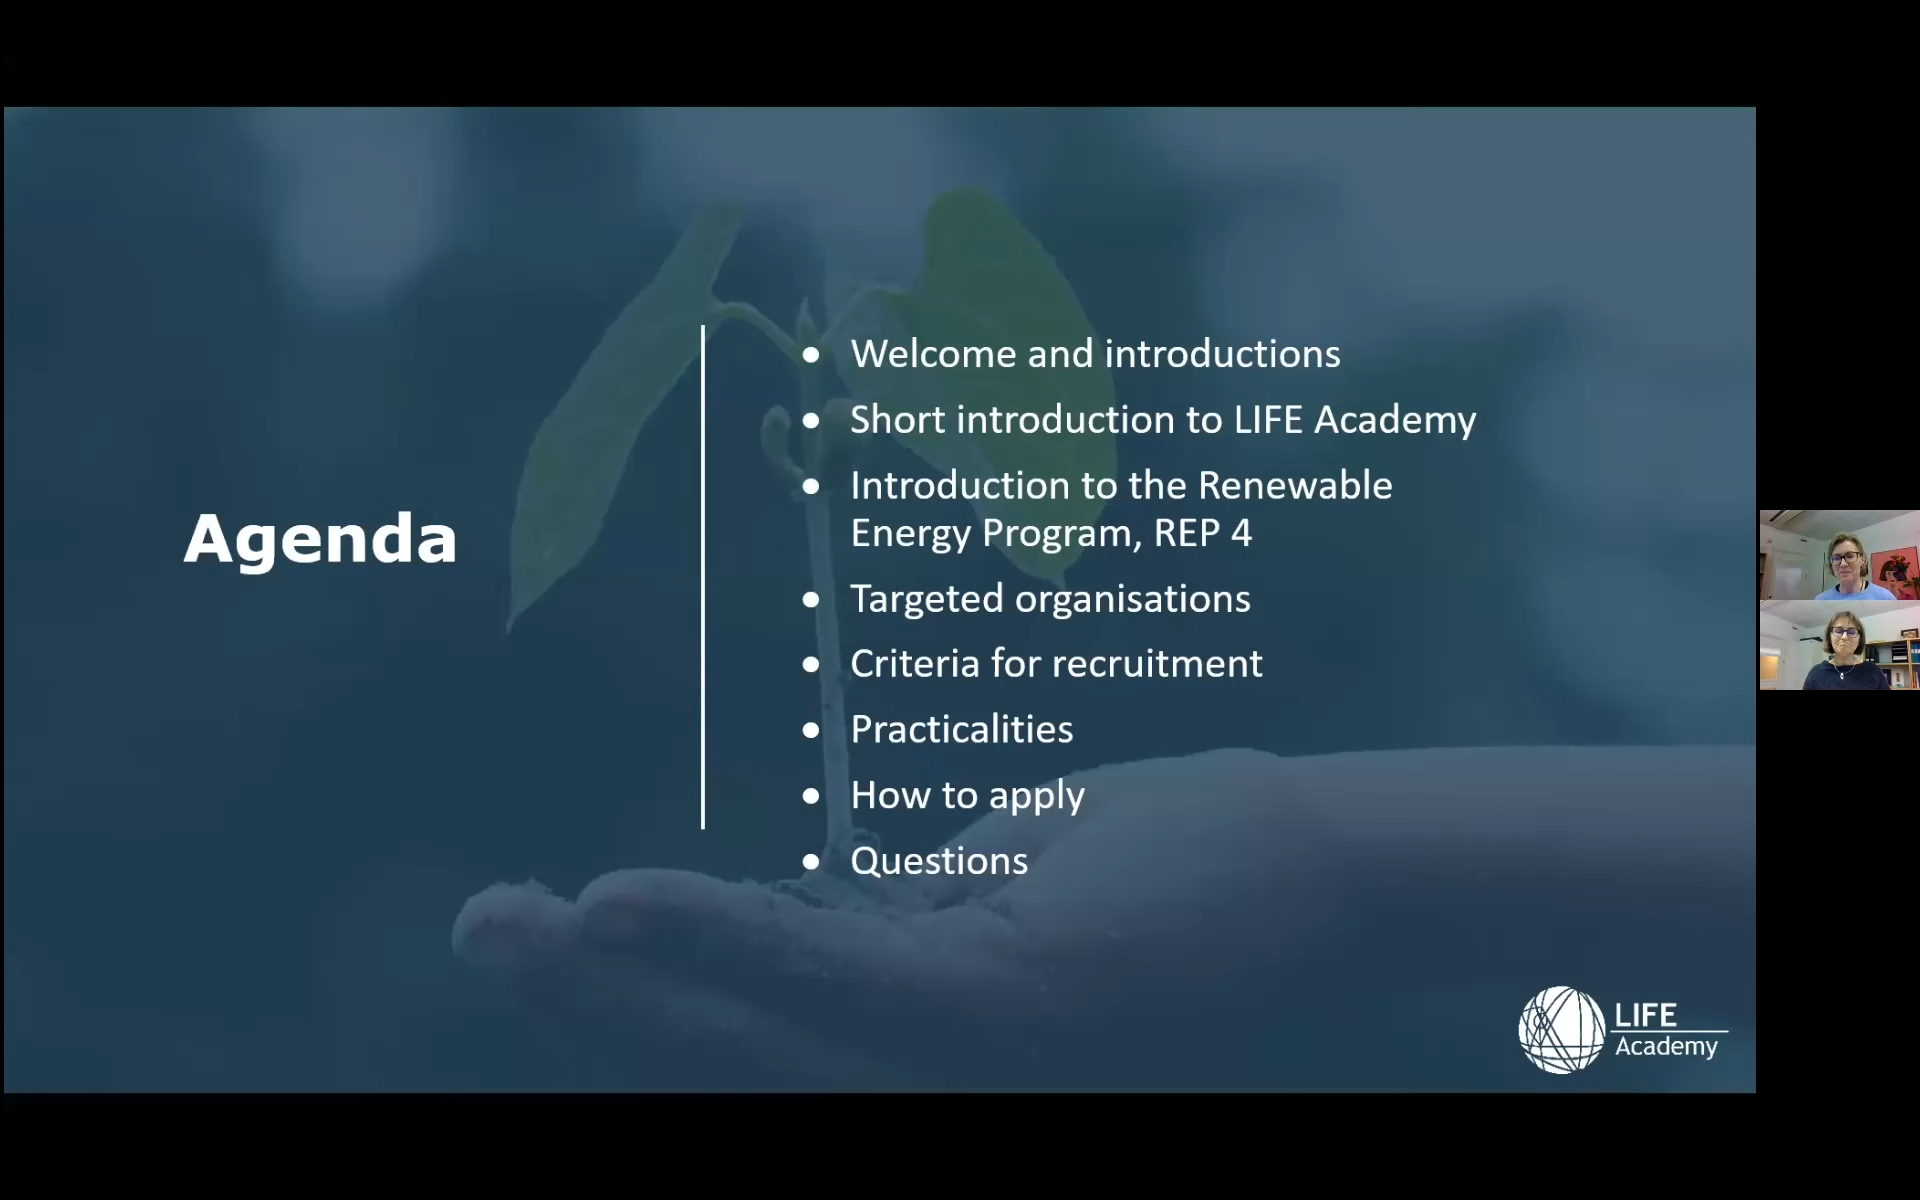 Agenda
• Welcome and introductions
• Short introduction to LIFE Academy
• Introduction to the Renewable
Energy Program, REP 4
• Targeted organisations
• Criteria for recruitment
• Practicalities
• How to apply
• Questions
LIFE
Academy